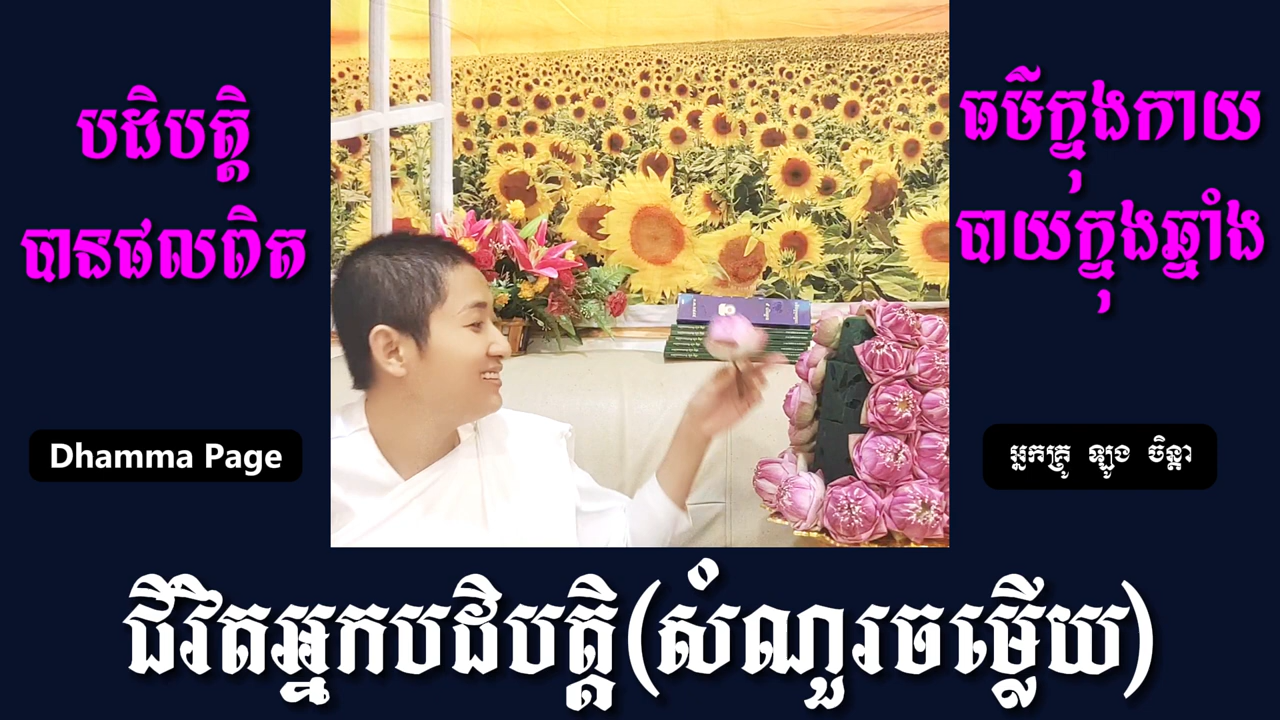 បដិបត្តិ
បានផលពិត
ធម៌ក្នុងកាយ
បាយក្នុងឆ្នាំង
Dhamma Page
អ្នកគ្រូ ឡុង ចិន្តា
ជីវិតអ្នកបដិបត្តិ(សំណួរចម្លើយ)